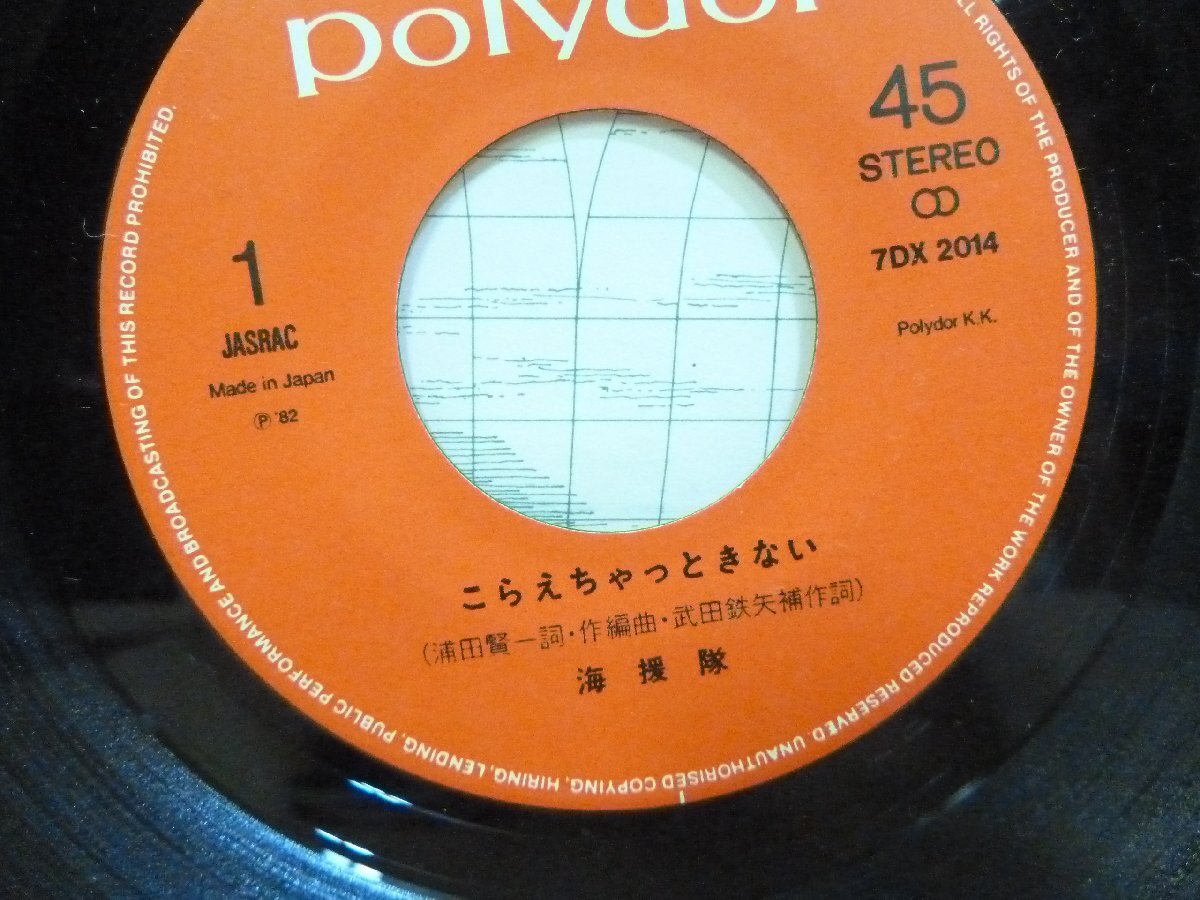 polydor
45
STEREO
7DX 2014
Polydor K.K.
1
JASRAC
Made in Japan
Ⓟ '82
こらえちゃっときない
(浦田賢一詞・作編曲・武田鉄矢補作詞)
海援隊
ALL RIGHTS OF THE PRODUCER AND OF THE OWNER OF THE WORK REPRODUCED RESERVED. UNAUTHORISED COPYING, HIRING, LENDING, PUBLIC PERFORMANCE AND BROADCASTING OF THIS RECORD PROHIBITED.